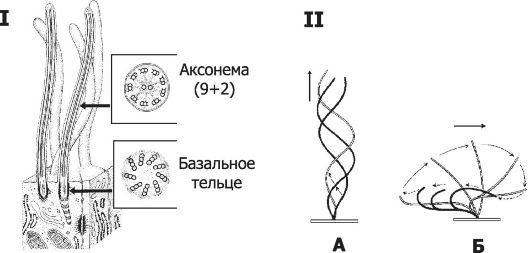 I
II
Аксонема
(9+2)
Базальное
тельце
А
Б